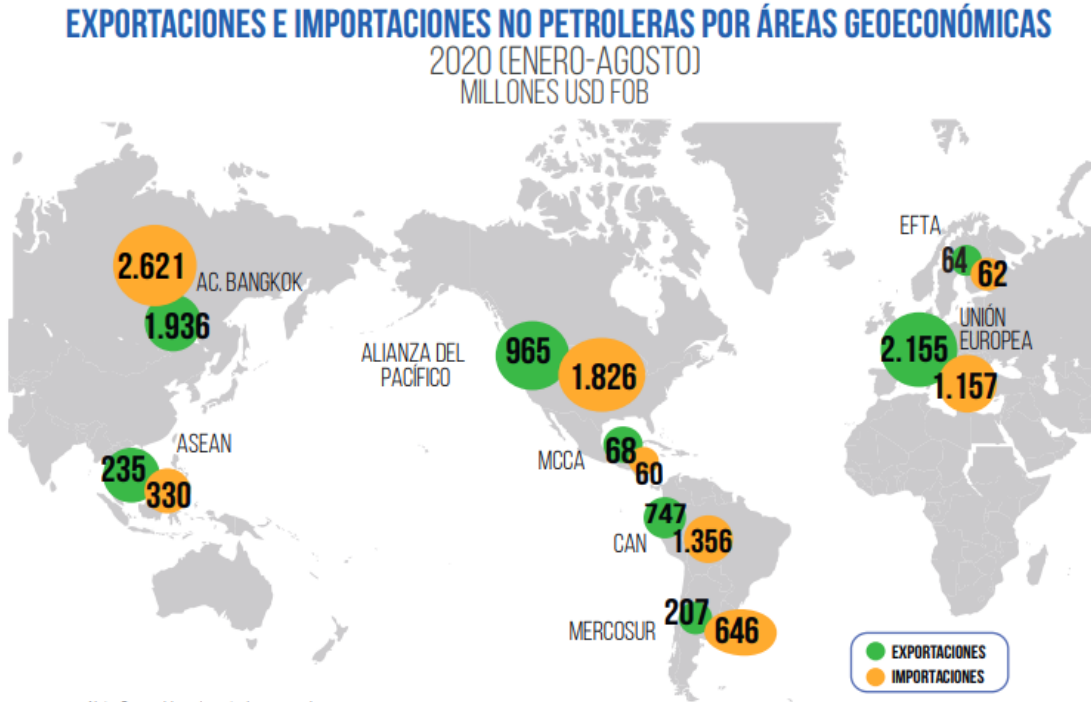 EXPORTACIONES E IMPORTACIONES NO PETROLERAS POR ÁREAS GEOECONÓMICAS
2020 (ENERO-AGOSTO)
MILLONES USD FOB
EFTA
64
62
2.621
AC. BANGKOK
1.936
UNIÓN
EUROPEA
2.155
1.157
ALIANZA DEL
PACÍFICO
965
1.826
ASEAN
235
330
MCCA
68
60
747
CAN
1.356
207
MERCOSUR
646
EXPORTACIONES
IMPORTACIONES